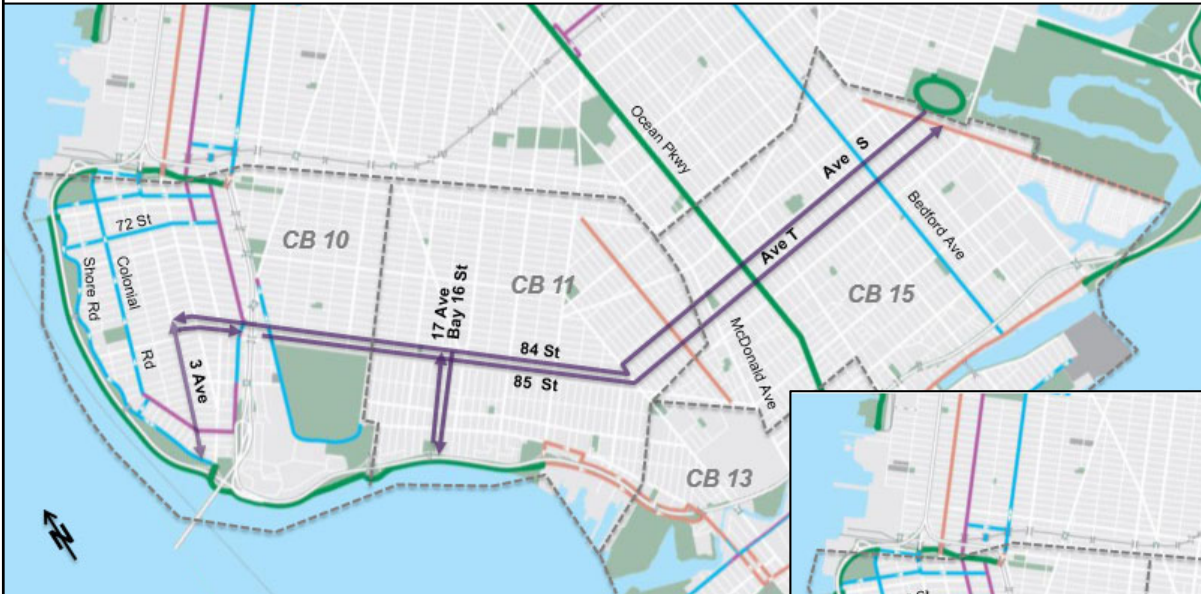 Ocean Pkwy
Ave S
Bedford Ave
72 St
CB 10
Ave T
Shore Rd
Colonial
Rd
CB 11
CB 15
17 Ave
Bay 16 St
McDonald Ave
84 St
85 St
3 Ave
CB 13
N